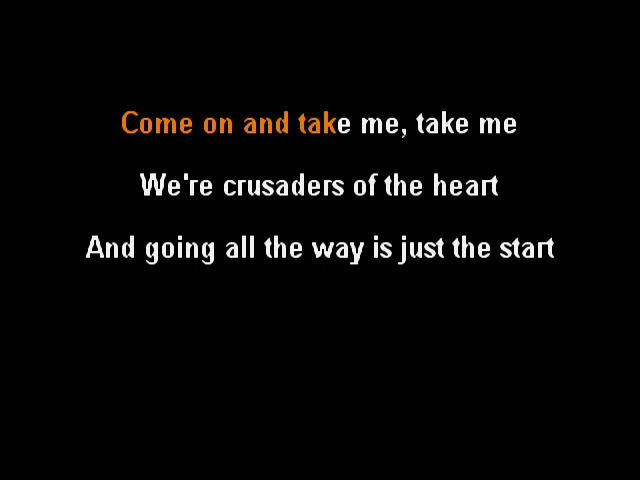 Come on and take me, take me
We're crusaders of the heart
And going all the way is just the start